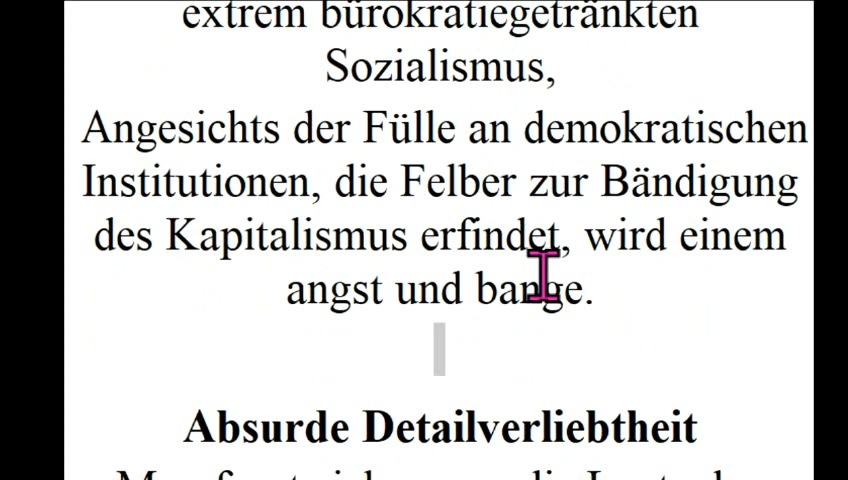 extrem bürokratiegetränkten
Sozialismus,
Angesichts der Fülle an demokratischen
Institutionen, die Felber zur Bändigung
des Kapitalismus erfindet, wird einem
angst und bange.
Absurde Detailverliebtheit